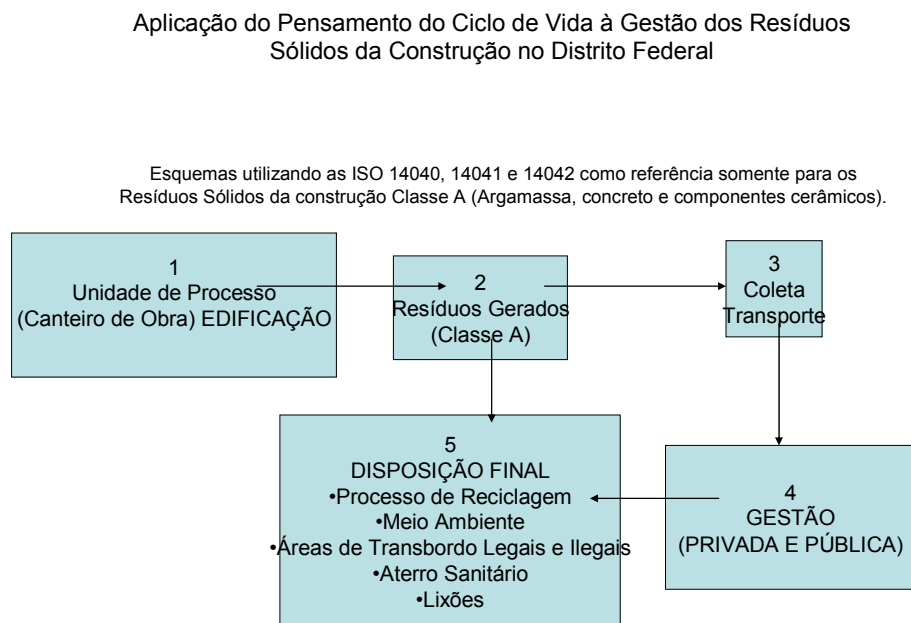 Aplicação do Pensamento do Ciclo de Vida à Gestão dos Resíduos
Sólidos da Construção no Distrito Federal
Esquemas utilizando as ISO 14040, 14041 e 14042 como referência somente para os
Resíduos Sólidos da construção Classe A (Argamassa, concreto e componentes cerâmicos).
1
Unidade de Processo
(Canteiro de Obra) EDIFICAÇÃO
2
Resíduos Gerados
(Classe A)
3
Coleta
Transporte
4
GESTÃO
(PRIVADA E PÚBLICA)
5
DISPOSIÇÃO FINAL
•Processo de Reciclagem
•Meio Ambiente
•Áreas de Transbordo Legais e Ilegais
•Aterro Sanitário
•Lixões